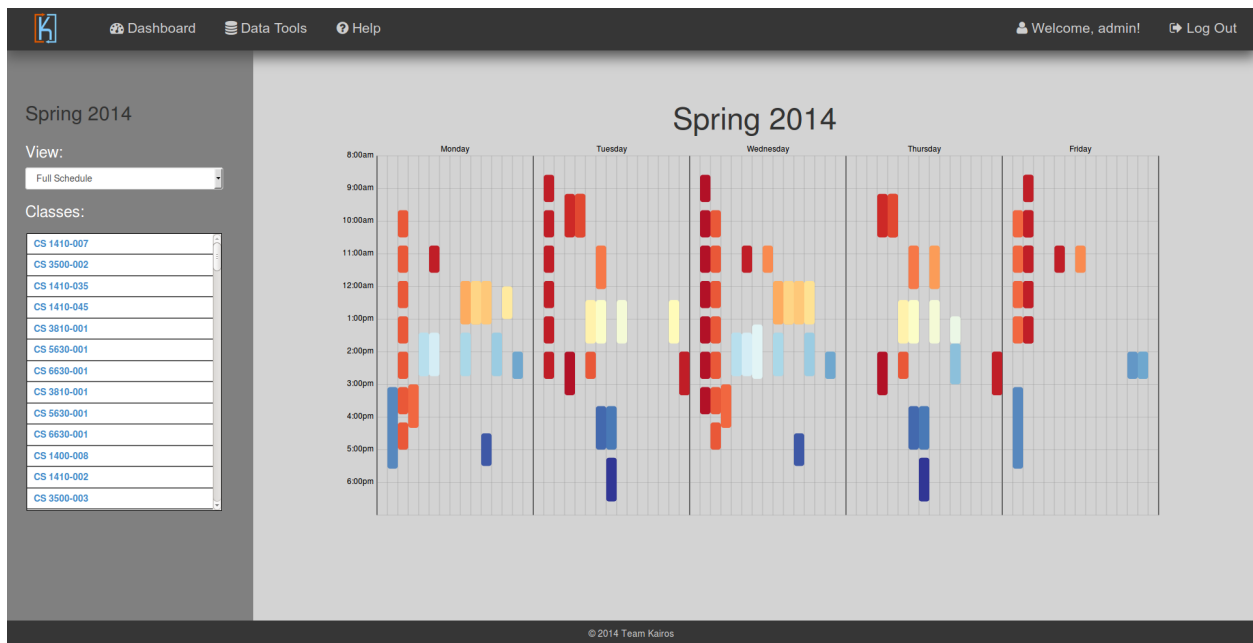 Dashboard Data Tools Help Welcome, admin! Log Out
Spring 2014
View:
Full Schedule
Classes:
CS 1410-007
CS 3500-002
CS 1410-035
CS 1410-045
CS 3810-001
CS 5630-001
CS 6630-001
CS 3810-001
CS 5630-001
CS 6630-001
CS 1400-008
CS 1410-002
CS 3500-003
Spring 2014
Monday Tuesday Wednesday Thursday Friday
8:00am
9:00am
10:00am
11:00am
12:00am
1:00pm
2:00pm
3:00pm
4:00pm
5:00pm
6:00pm
© 2014 Team Kairos